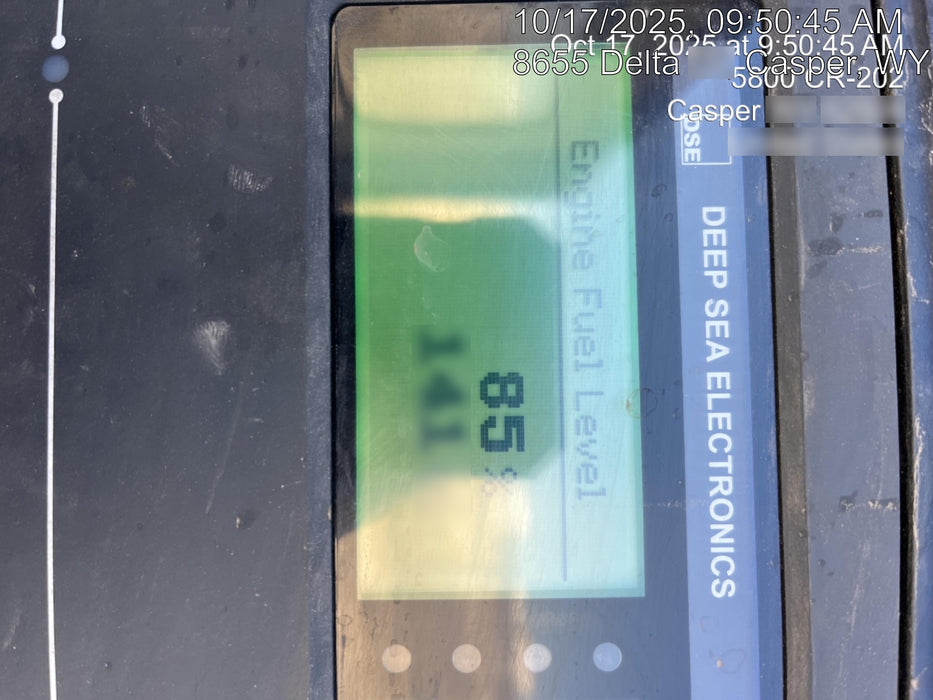 10/17/2025, 09:50:45 AM
Oct 17, 2025 at 9:50:45 AM
8655 Delta Casper, WY
5800 CR-202
Casper
DSE
DEEP SEA ELECTRONICS
Engine Fuel Level
85 %